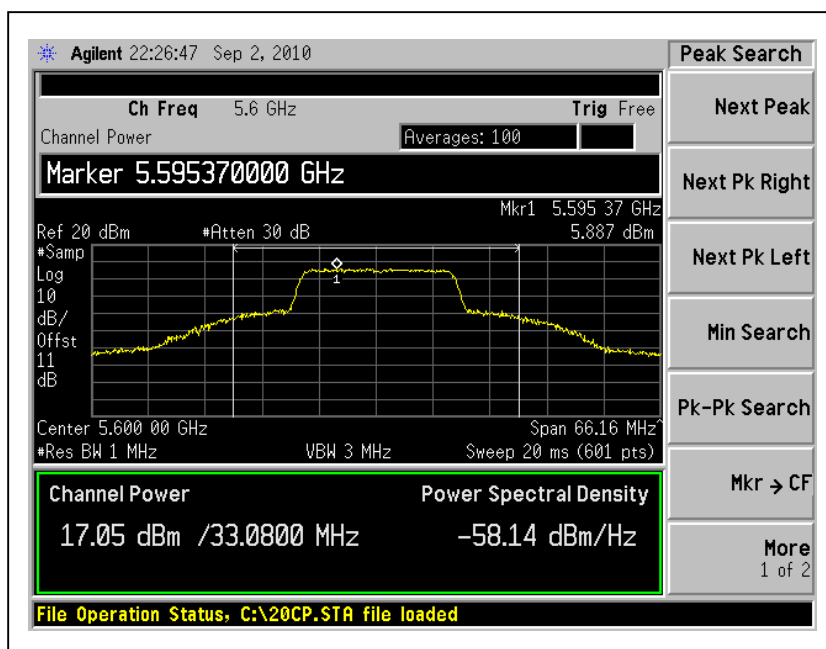 Agilent 22:26:47 Sep 2, 2010
Peak Search
Ch Freq 5.6 GHz Trig Free
Channel Power Averages: 100
Marker 5.595370000 GHz
Mkr1 5.595 37 GHz
Ref 20 dBm #Atten 30 dB 5.887 dBm
#Samp
Log
10
dB/
Offst
11
dB
1
Center 5.600 00 GHz Span 66.16 MHz^
#Res BW 1 MHz VBW 3 MHz Sweep 20 ms (601 pts)
Channel Power Power Spectral Density
17.05 dBm /33.0800 MHz -58.14 dBm/Hz
File Operation Status, C:\20CP.STA file loaded
Next Peak
Next Pk Right
Next Pk Left
Min Search
Pk-Pk Search
Mkr → CF
More
1 of 2